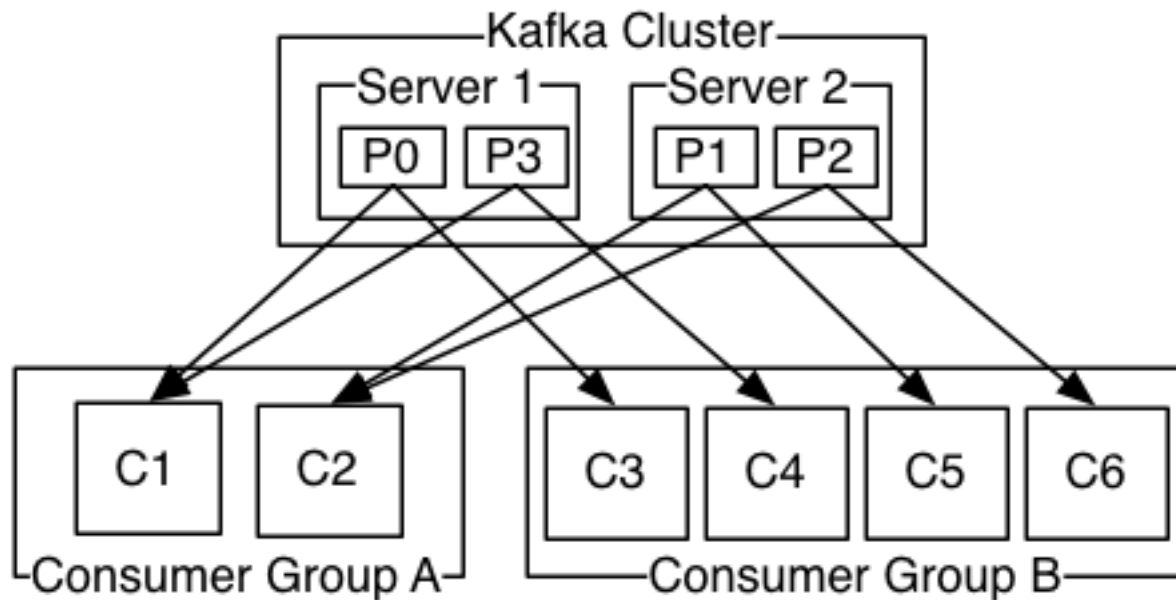 Kafka Cluster
Server 1
Server 2
P0
P3
P1
P2
C1
C2
C3
C4
C5
C6
Consumer Group A
Consumer Group B